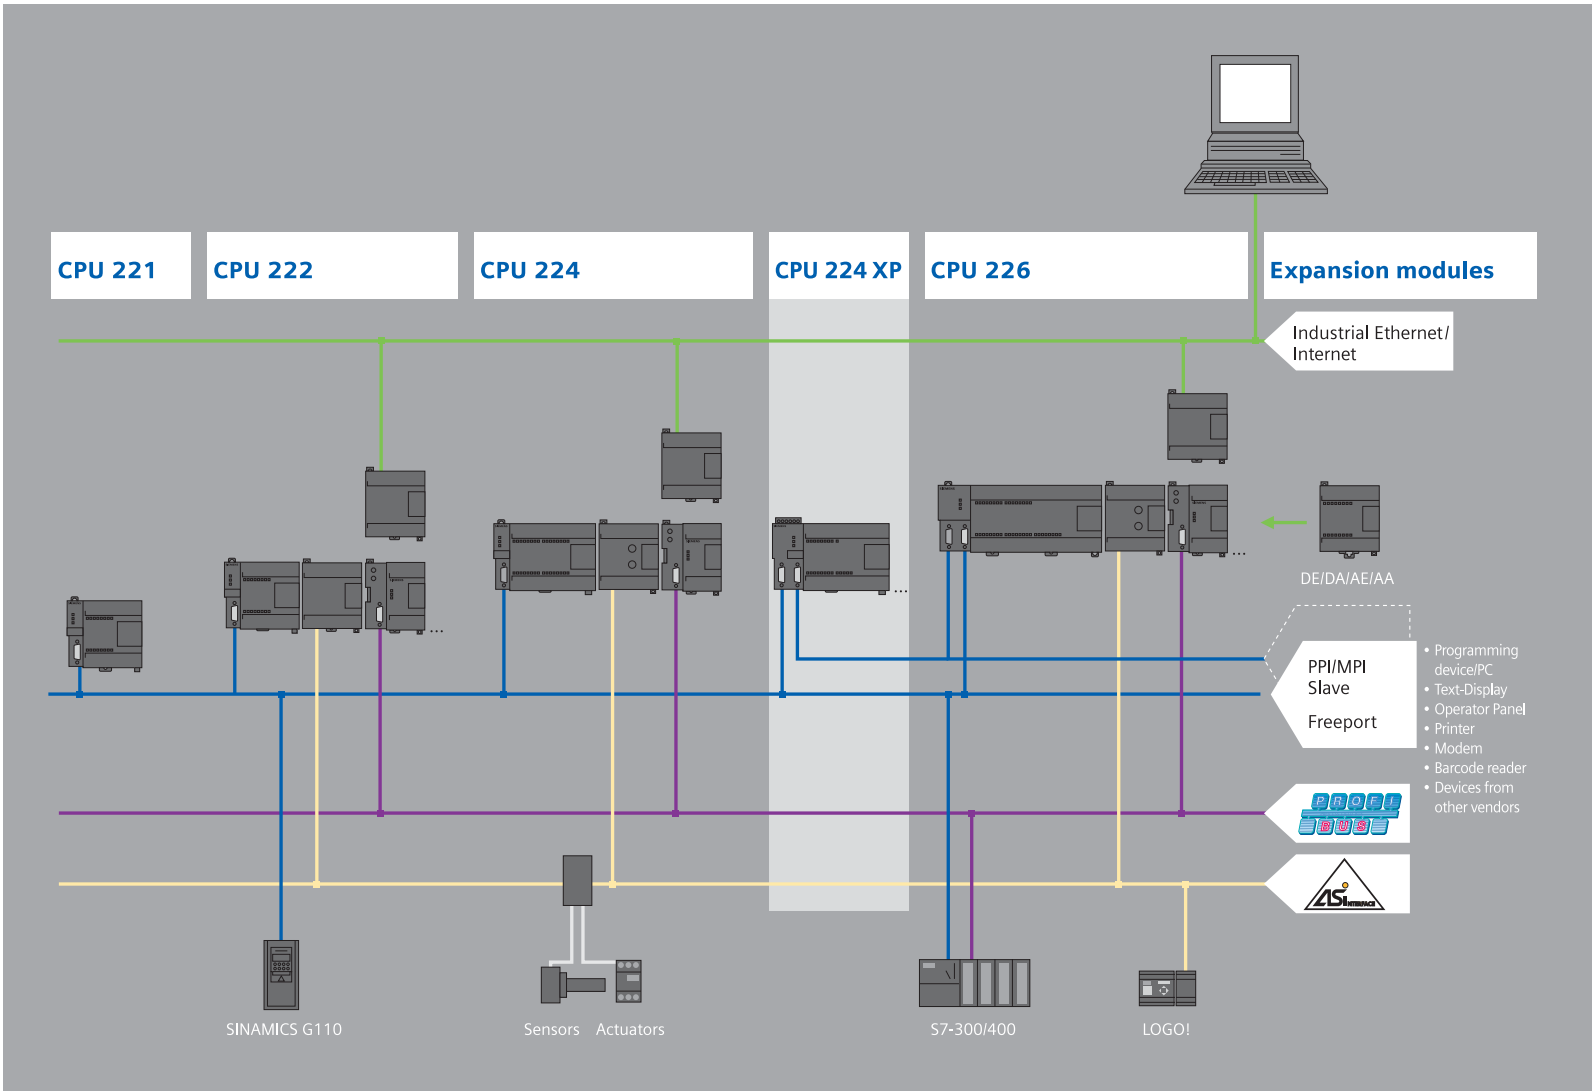 CPU 221
CPU 222
CPU 224
CPU 224 XP
CPU 226
Expansion modules
Industrial Ethernet/
Internet
DE/DA/AE/AA
PPI/MPI
Slave
Freeport
• Programming
device/PC
• Text-Display
• Operator Panel
• Printer
• Modem
• Barcode reader
• Devices from
other vendors
PROFI
BUS
ASi INTERFACE
SINAMICS G110
Sensors
Actuators
S7-300/400
LOGO!